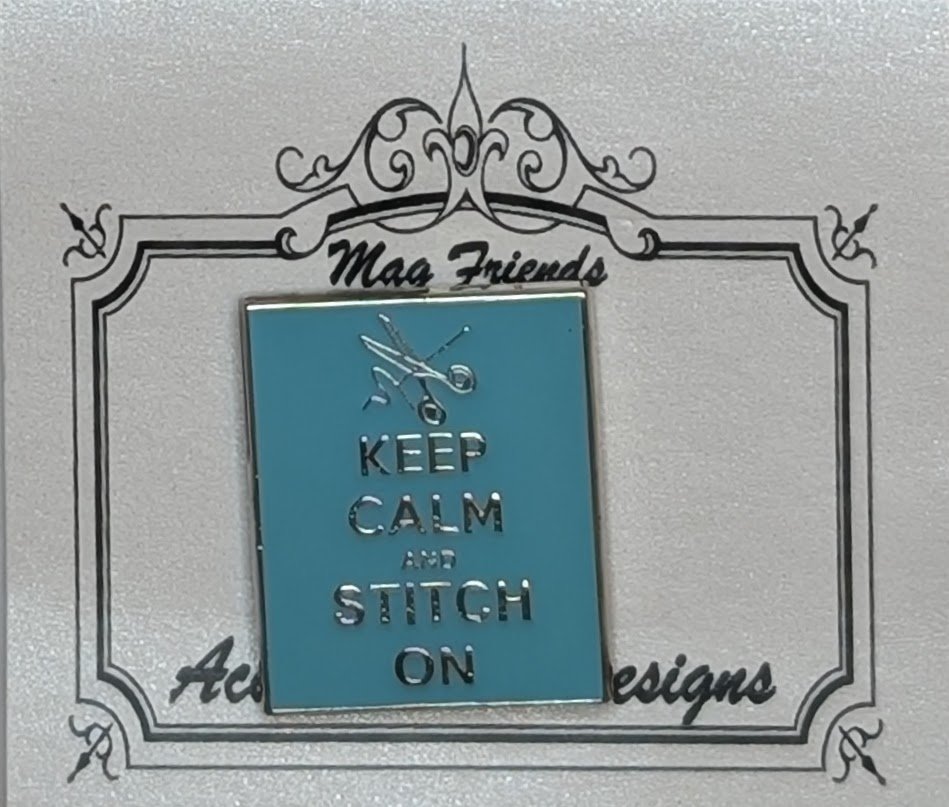 Mag Friends
KEEP
CALM
AND
STITCH
ON